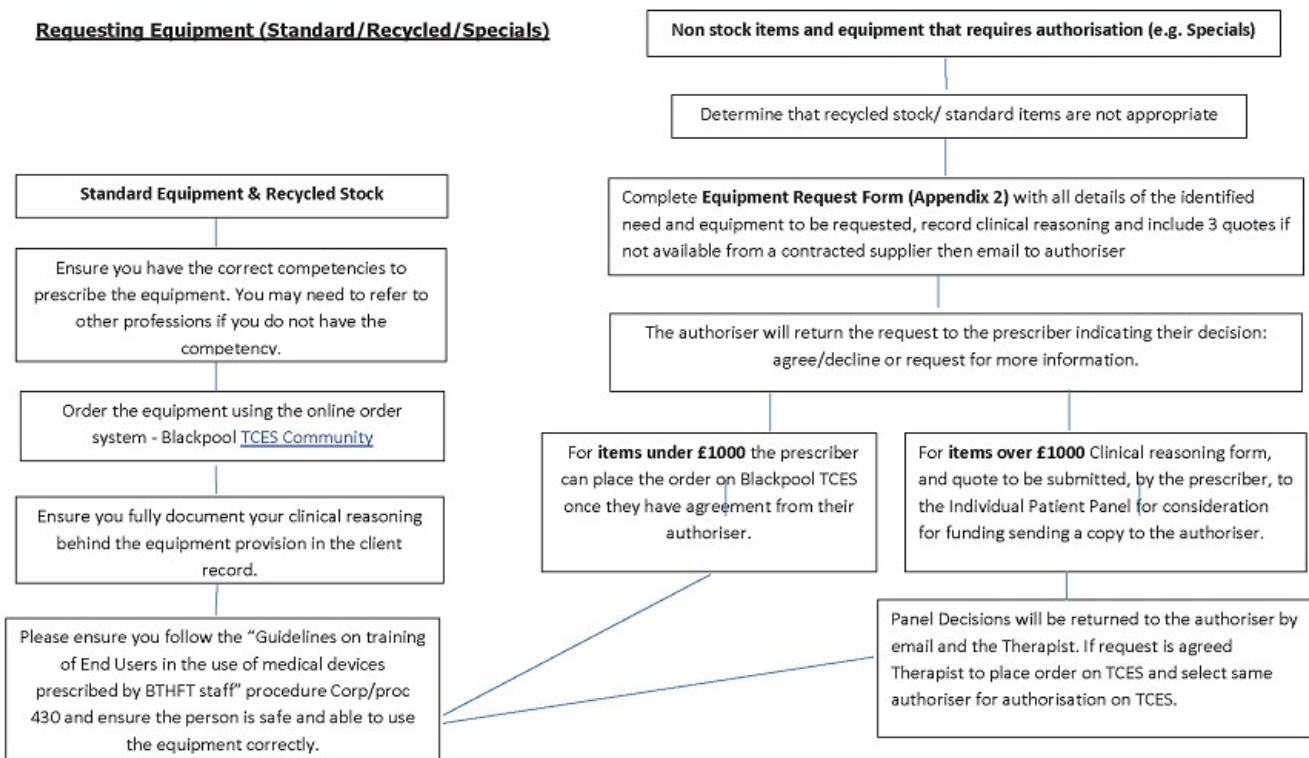 Requesting Equipment (Standard/Recycled/Specials)
Non stock items and equipment that requires authorisation (e.g. Specials)
Determine that recycled stock/ standard items are not appropriate
Standard Equipment & Recycled Stock
Ensure you have the correct competencies to
prescribe the equipment. You may need to refer to
other professions if you do not have the
competency.
Order the equipment using the online order
system - Blackpool TCES Community
Ensure you fully document your clinical reasoning
behind the equipment provision in the client
record.
Please ensure you follow the “Guidelines on training
of End Users in the use of medical devices
prescribed by BTHFT staff” procedure Corp/proc
430 and ensure the person is safe and able to use
the equipment correctly.
Complete Equipment Request Form (Appendix 2) with all details of the identified
need and equipment to be requested, record clinical reasoning and include 3 quotes if
not available from a contracted supplier then email to authoriser
The authoriser will return the request to the prescriber indicating their decision:
agree/decline or request for more information.
For items under £1000 the prescriber
can place the order on Blackpool TCES
once they have agreement from their
authoriser.
For items over £1000 Clinical reasoning form,
and quote to be submitted, by the prescriber, to
the Individual Patient Panel for consideration
for funding sending a copy to the authoriser.
Panel Decisions will be returned to the authoriser by
email and the Therapist. If request is agreed
Therapist to place order on TCES and select same
authoriser for authorisation on TCES.